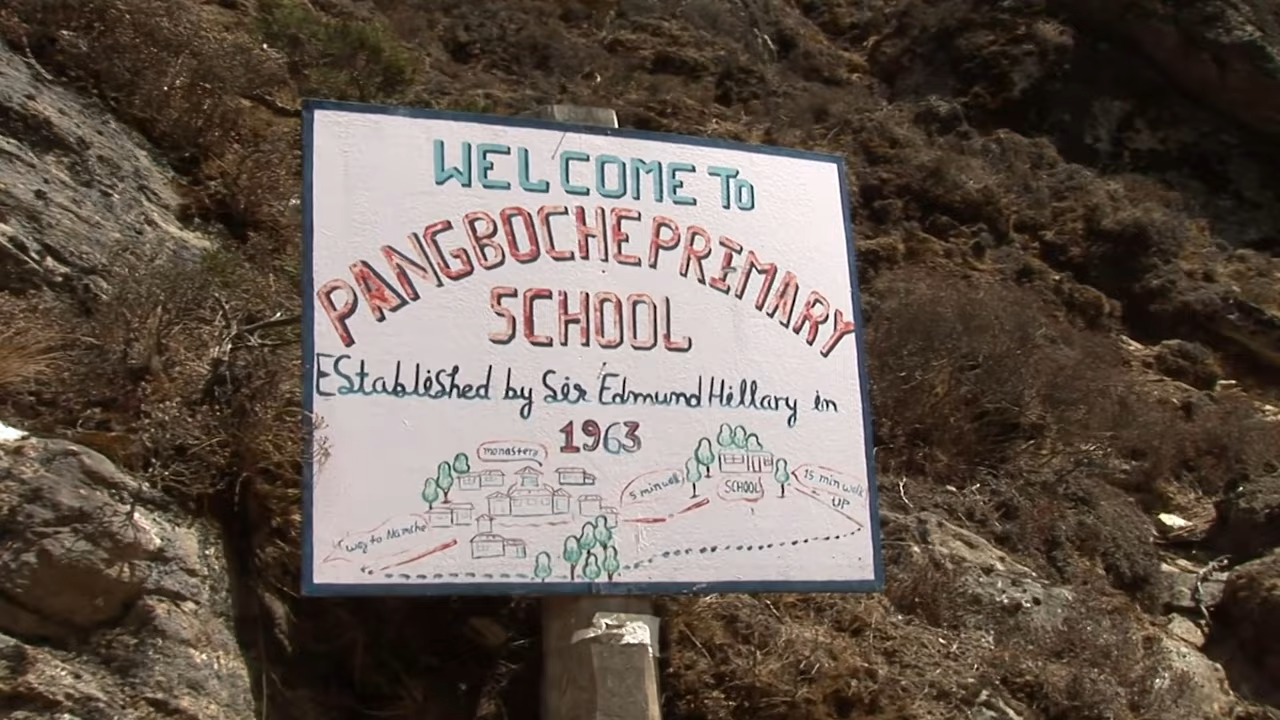 WELCOME TO
PANGBOCHE PRIMARY
SCHOOL
EStablished by Sir Edmund Hillary in
1963
monastery
5 min walk
SCHOOL
15 min walk
UP
way to Namche